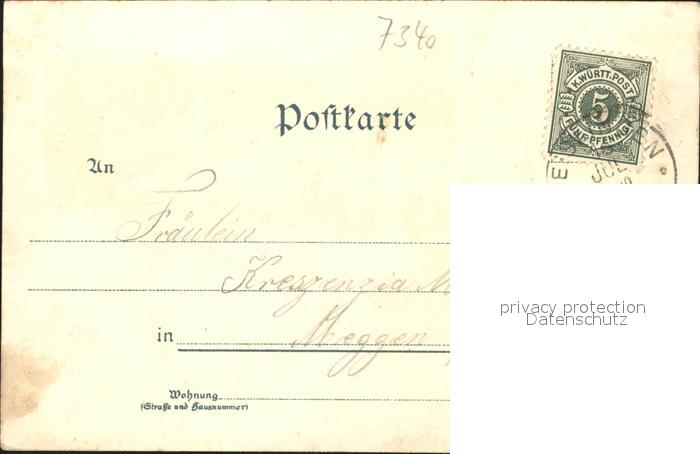 7340
Postkarte
K. WÜRTT. POST
5
FÜNF PFENNIG
JUL
An
Fräulein
Kreszenzia M
privacy protection
Datenschutz
in Meggen
Wohnung
(Straße und Hausnummer)